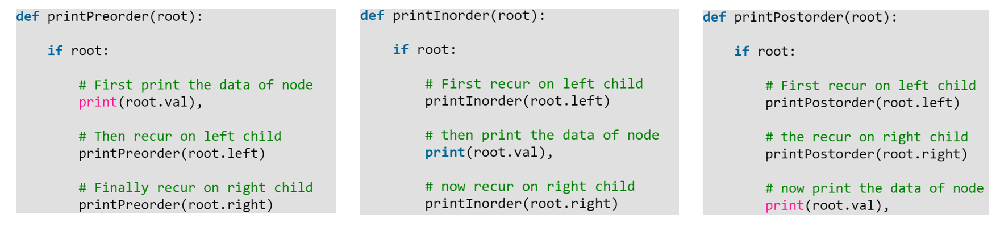 def printPreorder(root):
if root:
# First print the data of node
print(root.val),
# Then recur on left child
printPreorder(root.left)
# Finally recur on right child
printPreorder(root.right)
def printInorder(root):
if root:
# First recur on left child
printInorder(root.left)
# then print the data of node
print(root.val),
# now recur on right child
printInorder(root.right)
def printPostorder(root):
if root:
# First recur on left child
printPostorder(root.left)
# the recur on right child
printPostorder(root.right)
# now print the data of node
print(root.val),